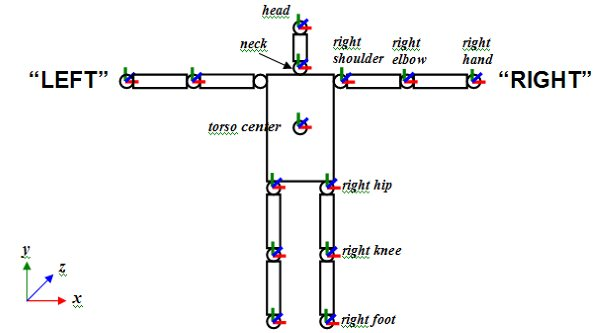 head
neck
right
shoulder
right
elbow
right
hand
“LEFT”
“RIGHT”
torso center
right hip
right knee
right foot
y
z
x